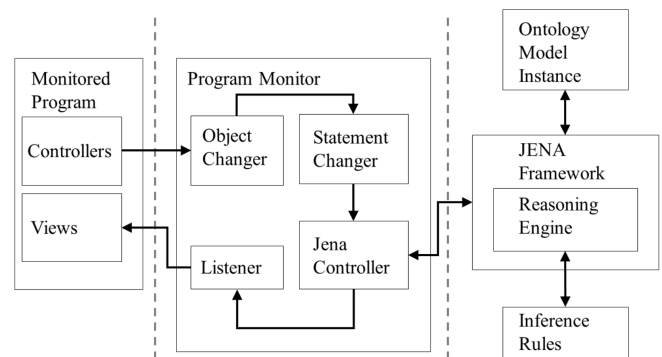 Monitored
Program
Controllers
Views
Program Monitor
Object
Changer
Statement
Changer
Listener
Jena
Controller
Ontology
Model
Instance
JENA
Framework
Reasoning
Engine
Inference
Rules